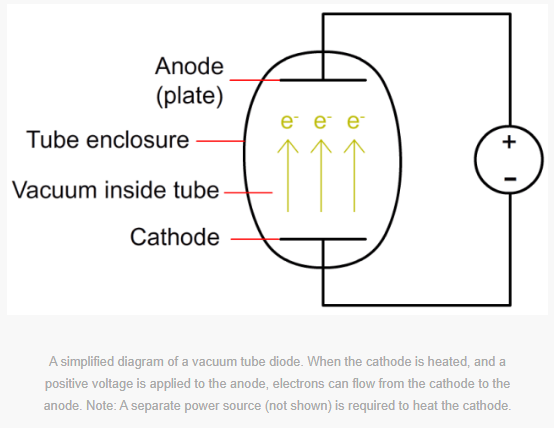 Anode
(plate)
e⁻ e⁻ e⁻
Tube enclosure
+
Vacuum inside tube
-
Cathode
A simplified diagram of a vacuum tube diode. When the cathode is heated, and a
positive voltage is applied to the anode, electrons can flow from the cathode to the
anode. Note: A separate power source (not shown) is required to heat the cathode.